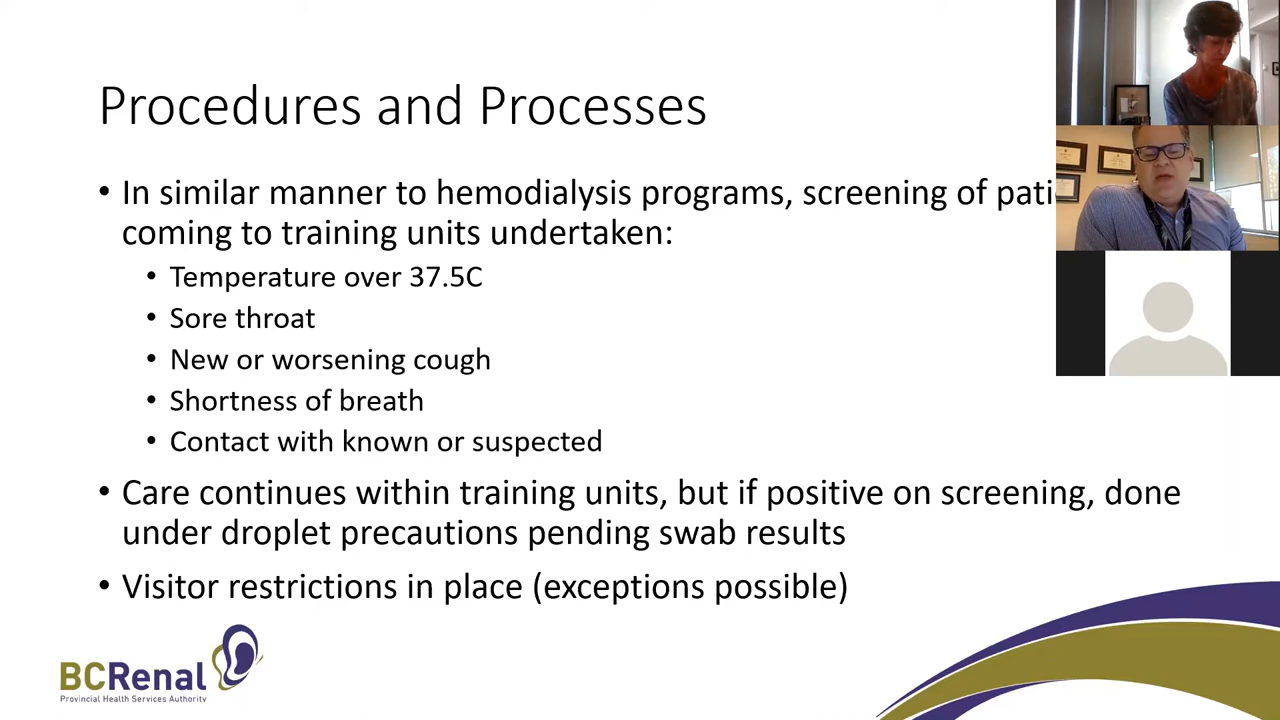 Procedures and Processes
• In similar manner to hemodialysis programs, screening of pati
coming to training units undertaken:
• Temperature over 37.5C
• Sore throat
• New or worsening cough
• Shortness of breath
• Contact with known or suspected
• Care continues within training units, but if positive on screening, done
under droplet precautions pending swab results
• Visitor restrictions in place (exceptions possible)
BCRenal
Provincial Health Services Authority